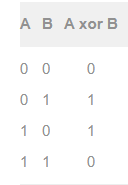 A B A xor B
0 0 0
0 1 1
1 0 1
1 1 0